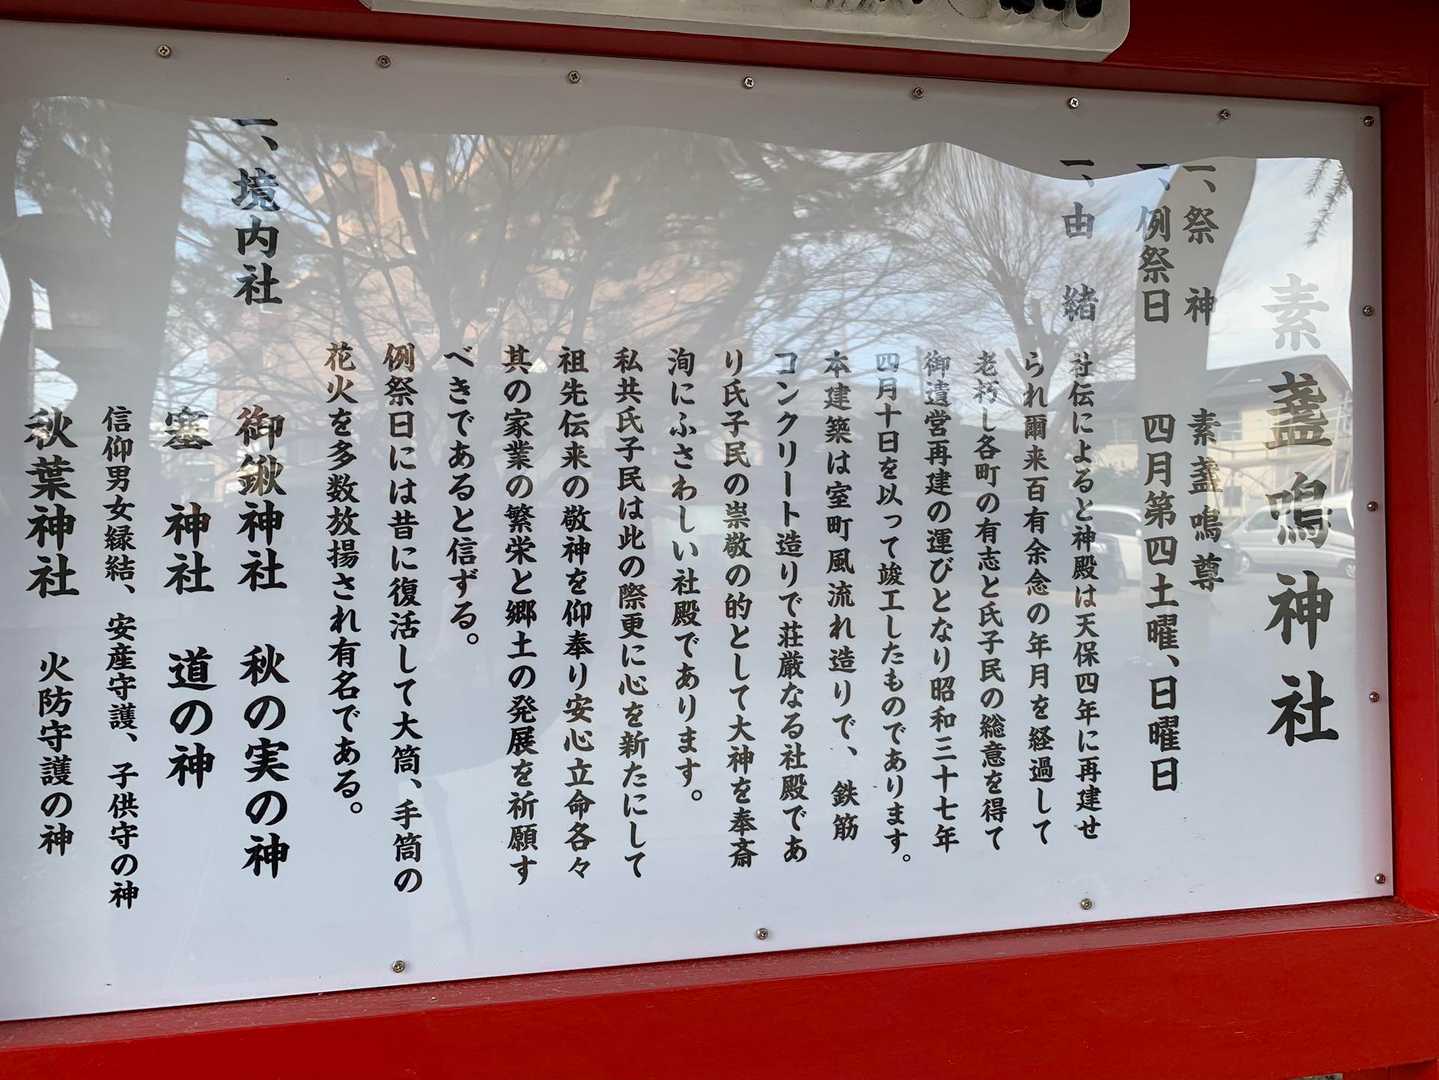 素盞鳴神社
一、祭神 素盞鳴尊
一、例祭日 四月第四土曜、日曜日
一、由緒 社伝によると神殿は天保四年に再建せ
られ爾来百有余念の年月を経過して
老朽し各町の有志と氏子民の総意を得て
御遺営再建の運びとなり昭和三十七年
四月十日を以って竣工したものであります。
本建築は室町風流れ造りで、鉄筋
コンクリート造りで荘厳なる社殿であ
り氏子民の崇敬の的として大神を奉斎
洵にふさわしい社殿であります。
私共氏子民は此の際更に心を新たにして
祖先伝来の敬神を仰奉り安心立命各々
其の家業の繁栄と郷土の発展を祈願す
べきであると信ずる。
例祭日には昔に復活して大筒、手筒の
花火を多数放揚され有名である。
一、境内社
御鍬神社 秋の実の神
塞神社 道の神
信仰男女縁結、安産守護、子供守の神
秋葉神社 火防守護の神